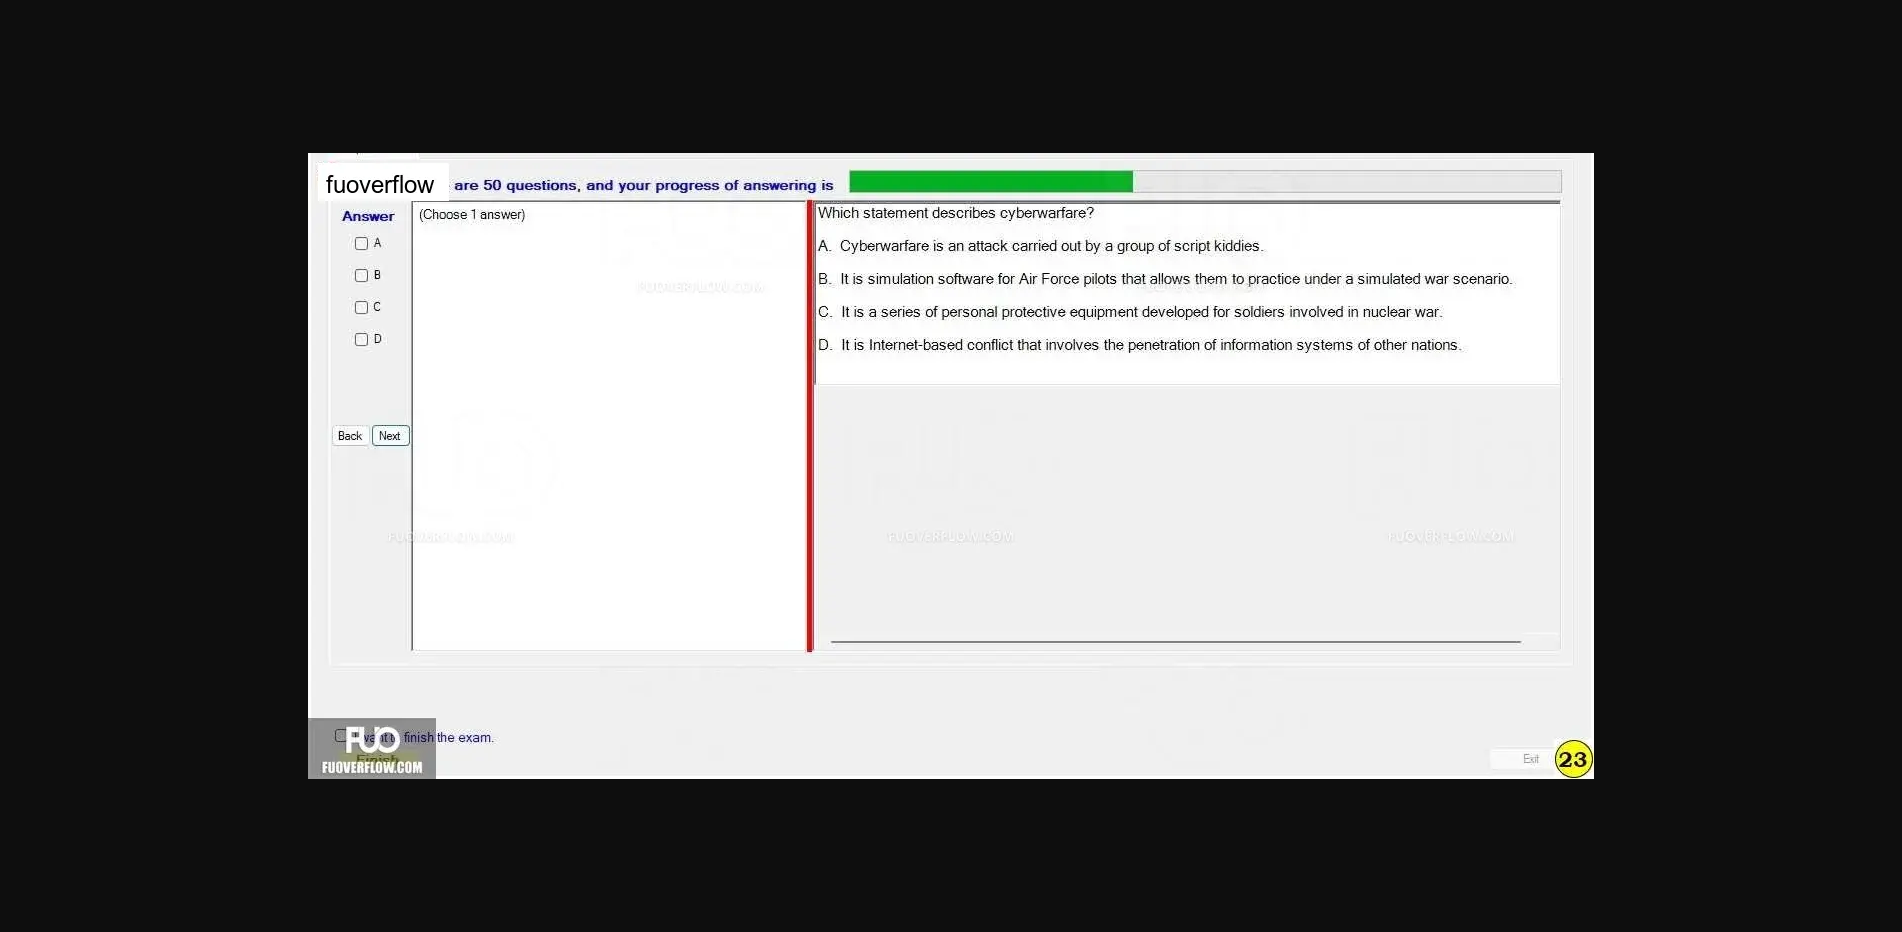 fuoverflow are 50 questions, and your progress of answering is
Answer
(Choose 1 answer)
A
B
C
D
Back Next
Which statement describes cyberwarfare?
A. Cyberwarfare is an attack carried out by a group of script kiddies.
B. It is simulation software for Air Force pilots that allows them to practice under a simulated war scenario.
C. It is a series of personal protective equipment developed for soldiers involved in nuclear war.
D. It is Internet-based conflict that involves the penetration of information systems of other nations.
FUOVERFLOW.COM
FUOVERFLOW.COM
FUOVERFLOW.COM
FUOVERFLOW.COM
I want to finish the exam.
FUO
Finish
FUOVERFLOW.COM
Exit
23